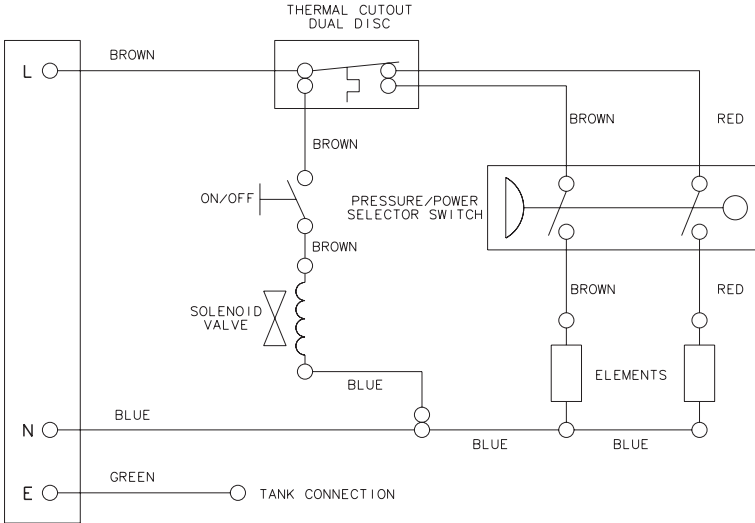 THERMAL CUTOUT
DUAL DISC
BROWN
L
BROWN
RED
BROWN
ON/OFF
PRESSURE/POWER
SELECTOR SWITCH
BROWN
BROWN
RED
SOLENOID
VALVE
ELEMENTS
BLUE
BLUE
N
BLUE
BLUE
GREEN
E
TANK CONNECTION